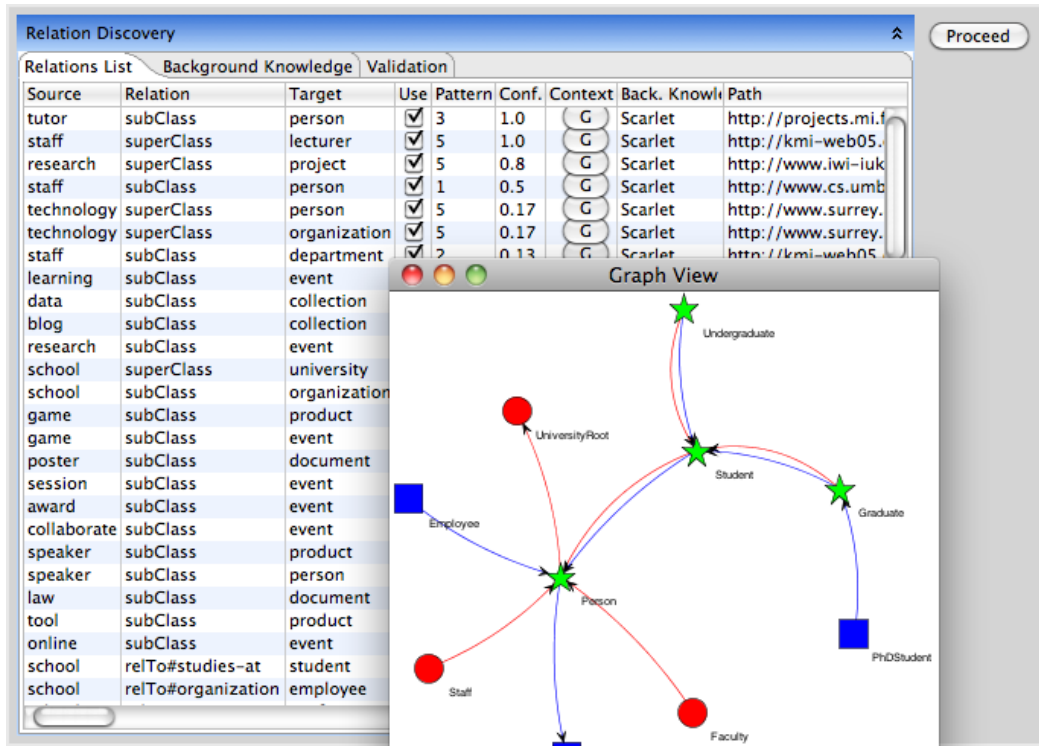 Relation Discovery
Proceed
Relations List Background Knowledge Validation
Source Relation Target Use Pattern Conf. Context Back. Knowl Path
tutor subClass person 3 1.0 G Scarlet http://projects.mi.f
staff superClass lecturer 5 1.0 G Scarlet http://kmi-web05.
research superClass project 5 0.8 G Scarlet http://www.iwi-iuk
staff subClass person 1 0.5 G Scarlet http://www.cs.umb
technology superClass person 5 0.17 G Scarlet http://www.surrey.
technology superClass organization 5 0.17 G Scarlet http://www.surrey.
staff subClass department 2 0.13 G Scarlet http://kmi-web05
learning subClass event
data subClass collection
blog subClass collection
research subClass event
school superClass university
school subClass organization
game subClass product
game subClass event
poster subClass document
session subClass event
award subClass event
collaborate subClass event
speaker subClass product
speaker subClass person
law subClass document
tool subClass product
online subClass event
school relTo#studies-at student
school relTo#organization employee
Graph View
Undergraduate
UniversityRoot
Student
Employee
Graduate
Person
PhDStudent
Staff
Faculty